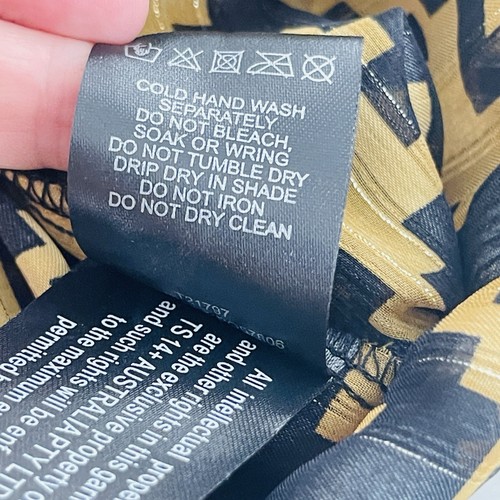 COLD HAND WASH
SEPARATELY
DO NOT BLEACH,
SOAK OR WRING
DO NOT TUMBLE DRY
DRIP DRY IN SHADE
DO NOT IRON
DO NOT DRY CLEAN
All intellectual
and other rights in this
are the exclusive property
TS 14+ AUSTRALIA PTY LT
and such rights will be
to the maximum
permitted